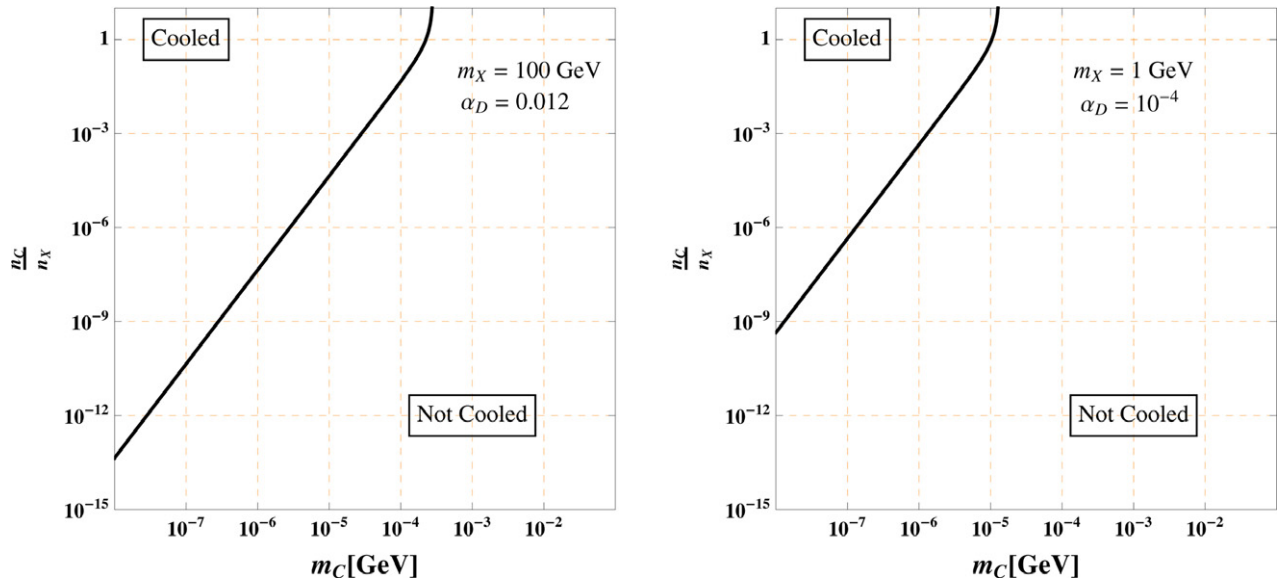 Cooled
1
m_X = 100 GeV
α_D = 0.012
10^{-3}
10^{-6}
n_C
n_X
10^{-9}
Not Cooled
10^{-12}
10^{-15}
10^{-7} 10^{-6} 10^{-5} 10^{-4} 10^{-3} 10^{-2}
m_C[GeV]
Cooled
1
m_X = 1 GeV
α_D = 10^{-4}
10^{-3}
10^{-6}
n_C
n_X
10^{-9}
Not Cooled
10^{-12}
10^{-15}
10^{-7} 10^{-6} 10^{-5} 10^{-4} 10^{-3} 10^{-2}
m_C[GeV]